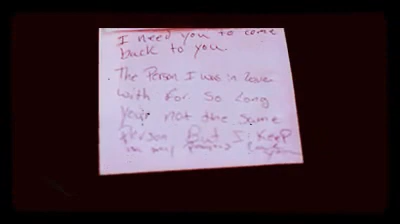 I need you to come
back to you.
The Person I was in love
with for so long
your not the same
Person But I Keep